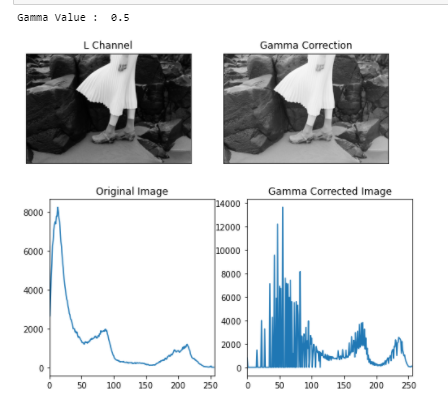 Gamma Value :  0.5
L Channel
Gamma Correction
Original Image
Gamma Corrected Image
8000
6000
4000
2000
0
0 50 100 150 200 250
14000
12000
10000
8000
6000
4000
2000
0
0 50 100 150 200 250